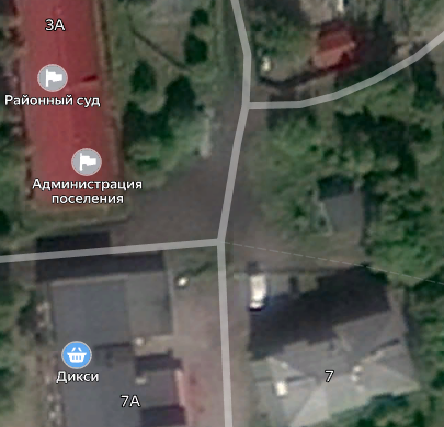 3А
Районный суд
Администрация
поселения
Дикси
7А
7